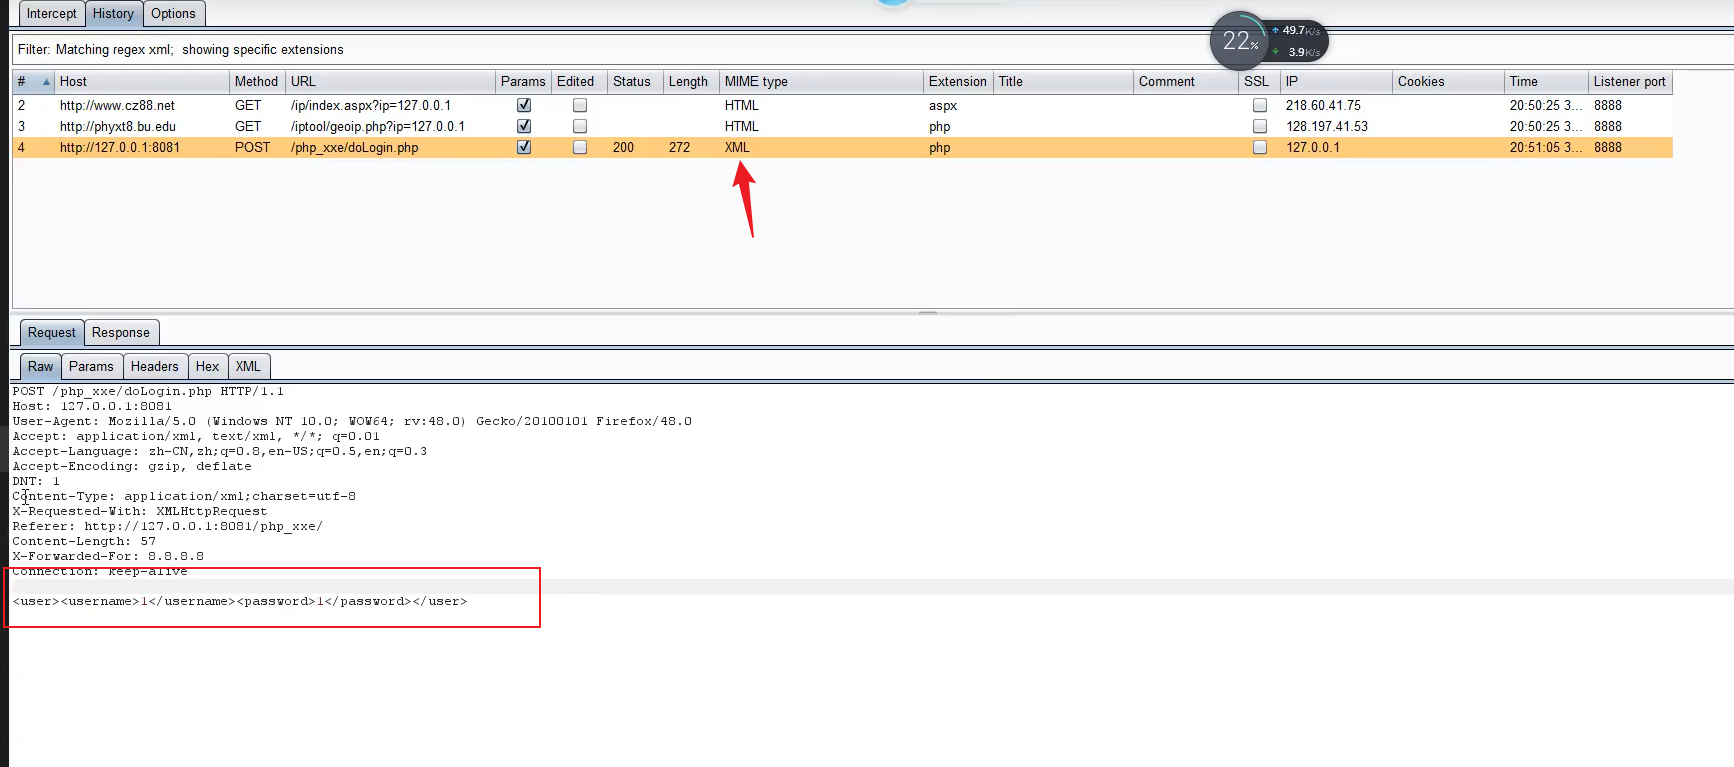 Intercept History Options
Filter: Matching regex xml; showing specific extensions
22% 49.7K/s
3.9K/s
# Host Method URL Params Edited Status Length MIME type Extension Title Comment SSL IP Cookies Time Listener port
2 http://www.cz88.net GET /ip/index.aspx?ip=127.0.0.1 HTML aspx 218.60.41.75 20:50:25 3... 8888
3 http://phyxt8.bu.edu GET /iptool/geoip.php?ip=127.0.0.1 HTML php 128.197.41.53 20:50:25 3... 8888
4 http://127.0.0.1:8081 POST /php_xxe/doLogin.php 200 272 XML php 127.0.0.1 20:51:05 3... 8888
Request Response
Raw Params Headers Hex XML
POST /php_xxe/doLogin.php HTTP/1.1
Host: 127.0.0.1:8081
User-Agent: Mozilla/5.0 (Windows NT 10.0; WOW64; rv:48.0) Gecko/20100101 Firefox/48.0
Accept: application/xml, text/xml, */*; q=0.01
Accept-Language: zh-CN,zh;q=0.8,en-US;q=0.5,en;q=0.3
Accept-Encoding: gzip, deflate
DNT: 1
Content-Type: application/xml;charset=utf-8
X-Requested-With: XMLHttpRequest
Referer: http://127.0.0.1:8081/php_xxe/
Content-Length: 57
X-Forwarded-For: 8.8.8.8
Connection: keep-alive
<user><username>1</username><password>1</password></user>